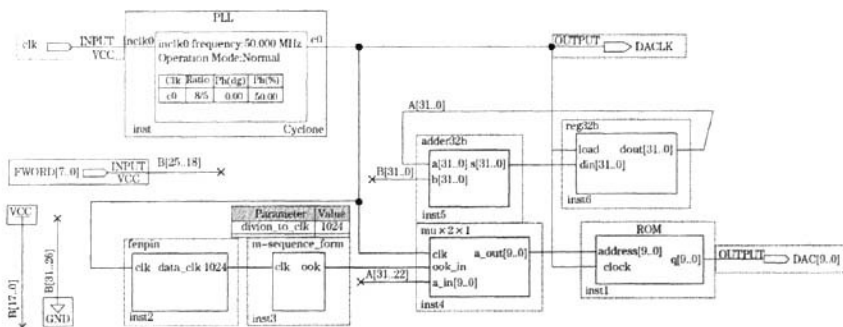 PLL
clk INPUT VCC
inclk0 inclk0 frequency:50.000 MHz c0
Operation Mode:Normal
Clk Ratio Ph(dg) Ph(%)
c0 8/5 0.00 50.00
inst Cyclone
OUTPUT DACLK
A[31..0]
adder32b
a[31..0] s[31..0]
b[31..0]
inst5
B[31..0]
reg32b
load dout[31..0]
din[31..0]
inst6
FWORD[7..0] INPUT VCC B[25..18]
VCC
B[17..0]
B[31..26]
GND
Parameter Value
divion_to_clk 1024
fenpin
clk data_clk 1024
inst2
m-sequence_form
clk ook
inst3
A[31..22]
mu×2×1
clk a_out[9..0]
ook_in
a_in[9..0]
inst4
ROM
address[9..0] q[9..0]
clock
inst1
OUTPUT DAC[9..0]